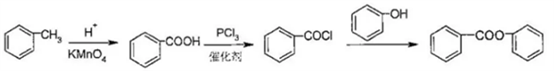 CH₃
H⁺
KMnO₄
COOH
PCl₃
催化剂
COCl
OH
COO